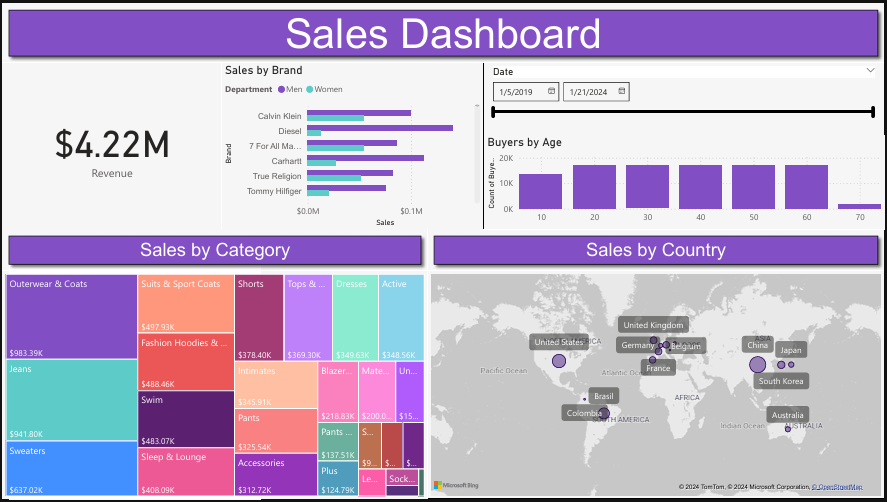 Sales Dashboard
$4.22M
Revenue
Sales by Brand
Department Men Women
Brand
Calvin Klein
Diesel
7 For All Ma...
Carhartt
True Religion
Tommy Hilfiger
$0.0M $0.1M
Sales
Date
1/5/2019 1/21/2024
Buyers by Age
Count of Buye...
20K
10K
0K
10 20 30 40 50 60 70
Sales by Category
Outerwear & Coats
$983.39K
Jeans
$941.80K
Sweaters
$637.02K
Suits & Sport Coats
$497.93K
Fashion Hoodies & ...
$488.46K
Swim
$483.07K
Sleep & Lounge
$408.09K
Shorts
$378.40K
Tops & ...
$369.30K
Dresses
$349.63K
Active
$348.56K
Intimates
$345.91K
Pants
$325.54K
Accessories
$312.72K
Blazer...
$218.83K
Mate...
$200.0...
Un...
$15...
Pants ...
$137.51K
Plus
$124.79K
S...
$9...
$...
$...
Le...
Sock...
Sales by Country
United Kingdom
United States
Germany
Belgium
France
China
Japan
South Korea
Brasil
Colombia
Australia
ASIA
AFRICA
SOUTH AMERICA
Pacific Ocean
Atlantic Oc
Indian Ocean
Microsoft Bing
© 2024 TomTom, © 2024 Microsoft Corporation, © OpenStreetMap